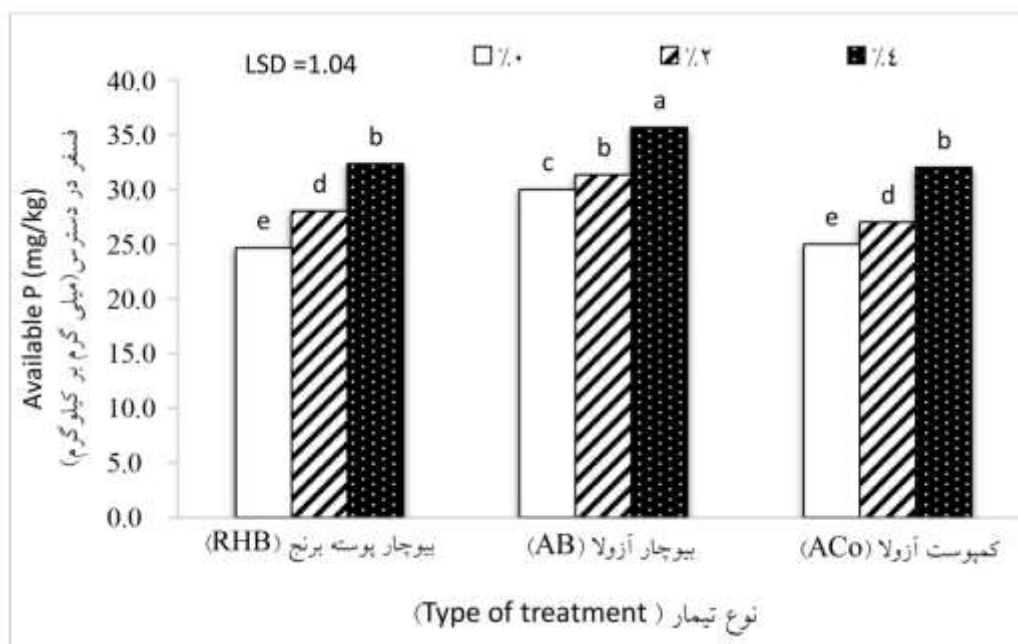 LSD =1.04
٪۰
٪۲
٪٤
40.0
35.0
30.0
25.0
20.0
15.0
10.0
5.0
0.0
Available P (mg/kg)
فسفر در دسترس(میلی گرم بر کیلوگرم)
e
d
b
c
b
a
e
d
b
بیوچار پوسته برنج (RHB)
بیوچار آزولا (AB)
کمپوست آزولا (ACo)
نوع تیمار ( Type of treatment)